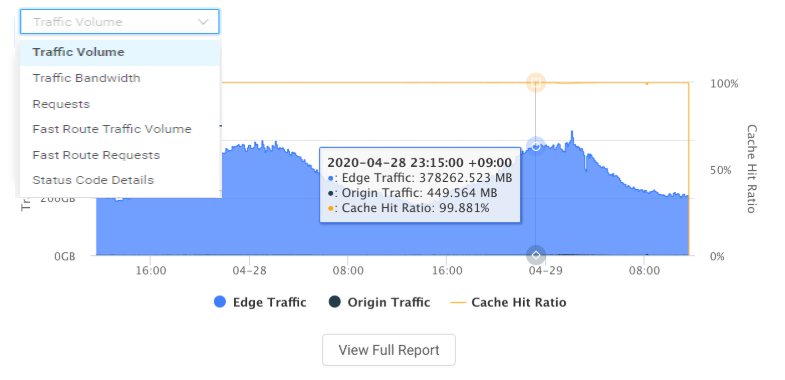 Traffic Volume
Traffic Volume
Traffic Bandwidth
Requests
Fast Route Traffic Volume
Fast Route Requests
Status Code Details
100%
50%
0%
Cache Hit Ratio
200GB
0GB
2020-04-28 23:15:00 +09:00
: Edge Traffic: 378262.523 MB
: Origin Traffic: 449.564 MB
: Cache Hit Ratio: 99.881%
16:00 04-28 08:00 16:00 04-29 08:00
Edge Traffic Origin Traffic Cache Hit Ratio
View Full Report